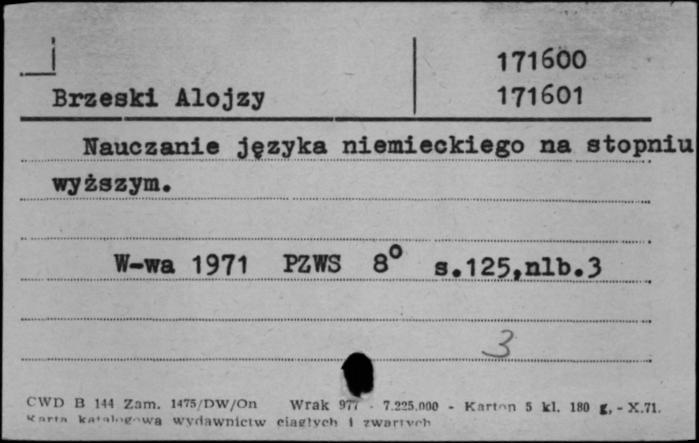 171600
Brzeski Alojzy 171601
Nauczanie języka niemieckiego na stopniu
wyższym.
W-wa 1971 PZWS 8° s.125,nlb.3
3
CWD B 144 Zam. 1475/DW/On Wrak 977 - 7.225.000 - Karton 5 kl. 180 g, - X.71.
Karta katalogowa wydawnictw ciągłych i zwartych